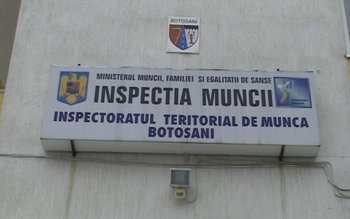 BOTOSANI
MINISTERUL MUNCII, FAMILIEI SI EGALITATII DE SANSE
INSPECTIA MUNCII
INSPECTORATUL TERITORIAL DE MUNCA
BOTOSANI